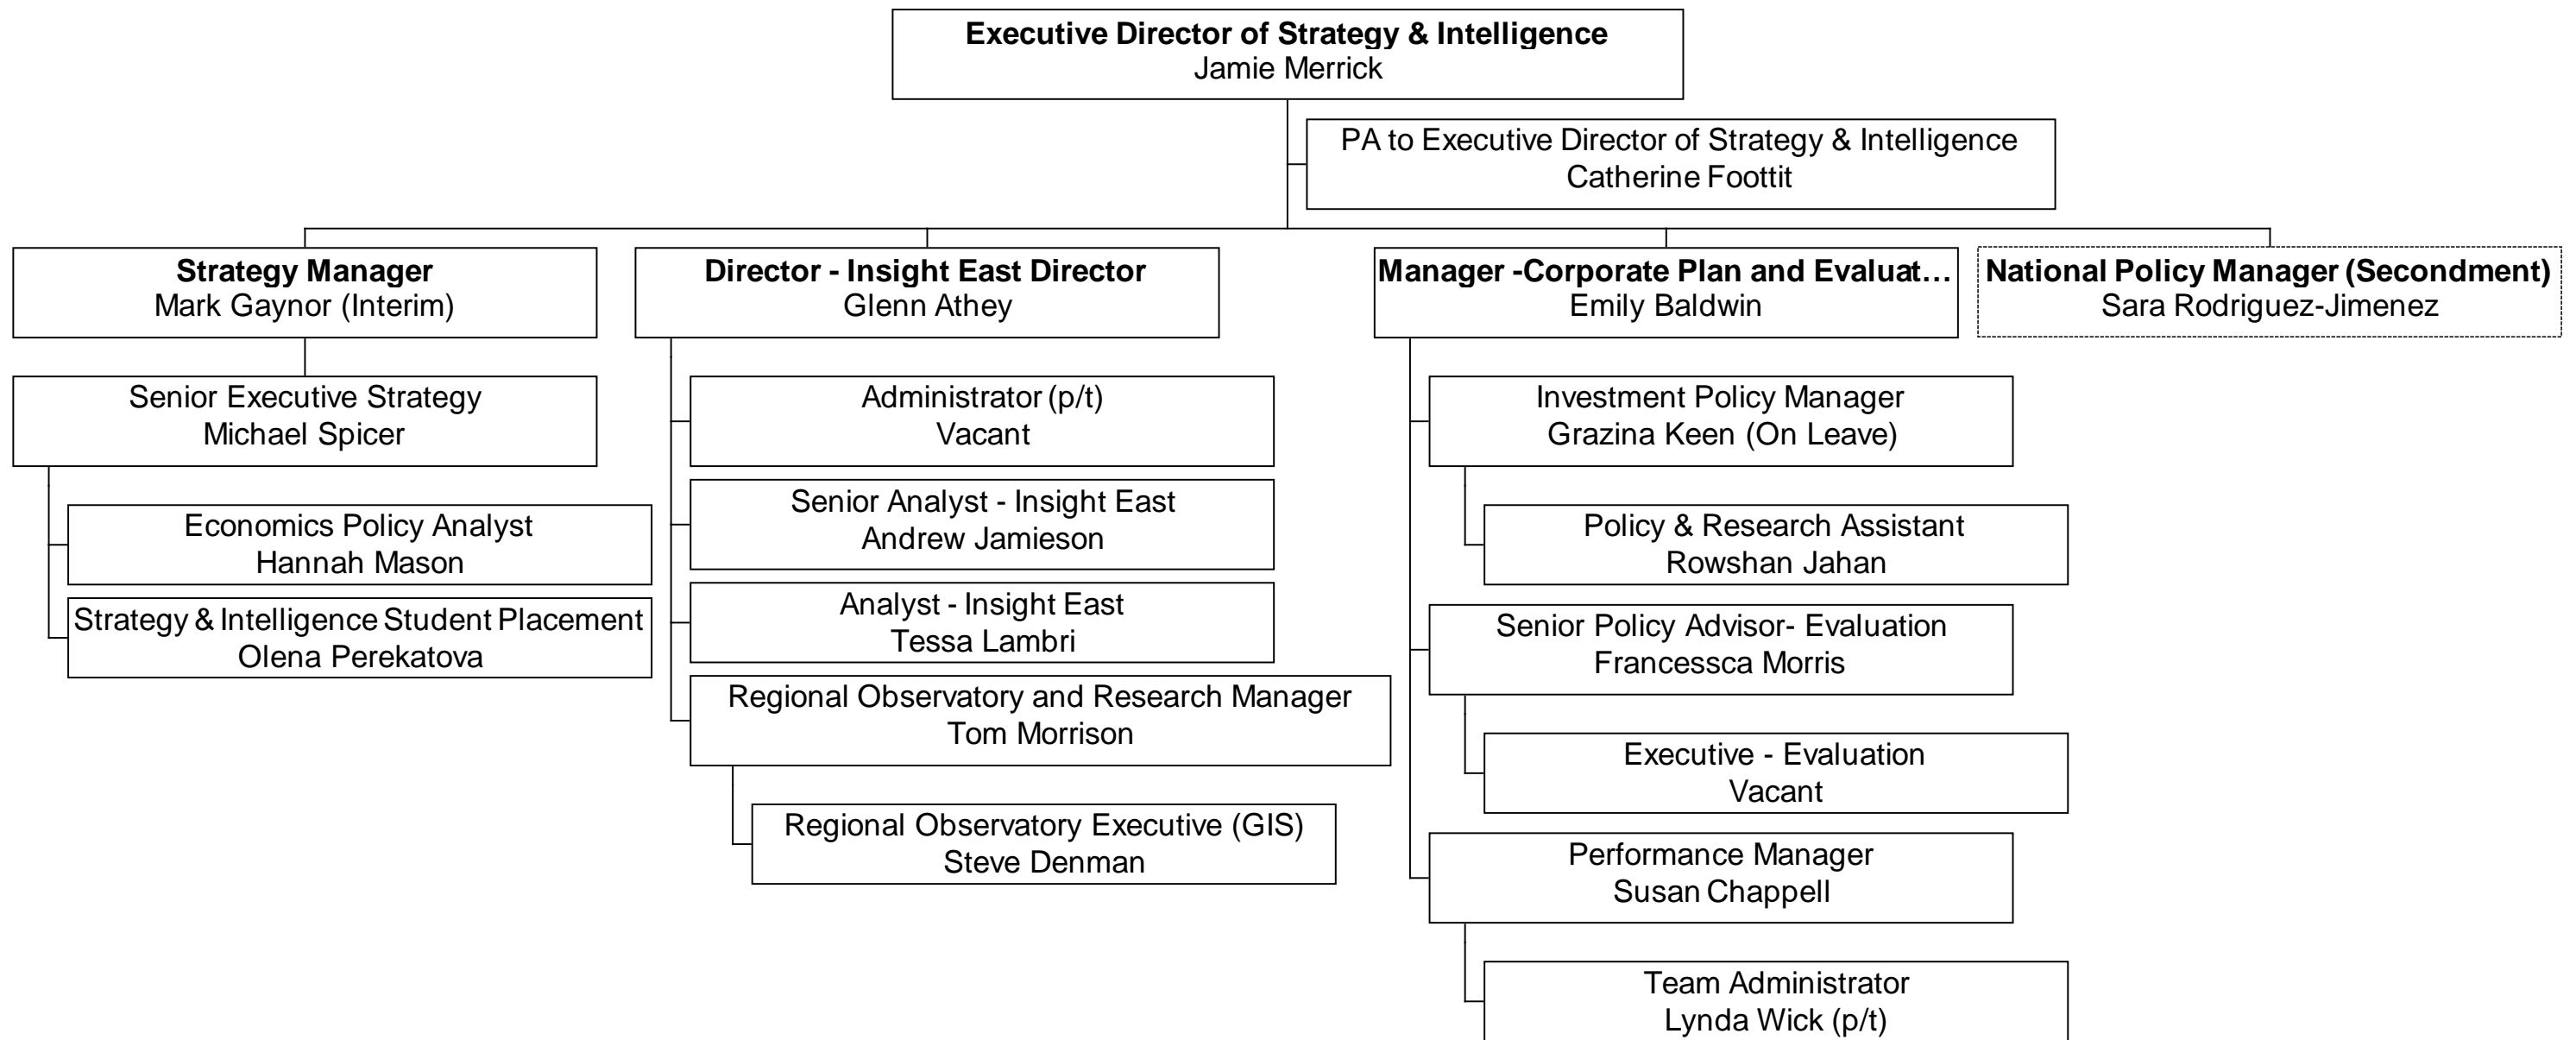 Executive Director of Strategy & Intelligence
Jamie Merrick
PA to Executive Director of Strategy & Intelligence
Catherine Foottit
Strategy Manager
Mark Gaynor (Interim)
Director - Insight East Director
Glenn Athey
Manager -Corporate Plan and Evaluat…
Emily Baldwin
National Policy Manager (Secondment)
Sara Rodriguez-Jimenez
Senior Executive Strategy
Michael Spicer
Economics Policy Analyst
Hannah Mason
Strategy & Intelligence Student Placement
Olena Perekatova
Administrator (p/t)
Vacant
Senior Analyst - Insight East
Andrew Jamieson
Analyst - Insight East
Tessa Lambri
Regional Observatory and Research Manager
Tom Morrison
Regional Observatory Executive (GIS)
Steve Denman
Investment Policy Manager
Grazina Keen (On Leave)
Policy & Research Assistant
Rowshan Jahan
Senior Policy Advisor- Evaluation
Francessca Morris
Executive - Evaluation
Vacant
Performance Manager
Susan Chappell
Team Administrator
Lynda Wick (p/t)